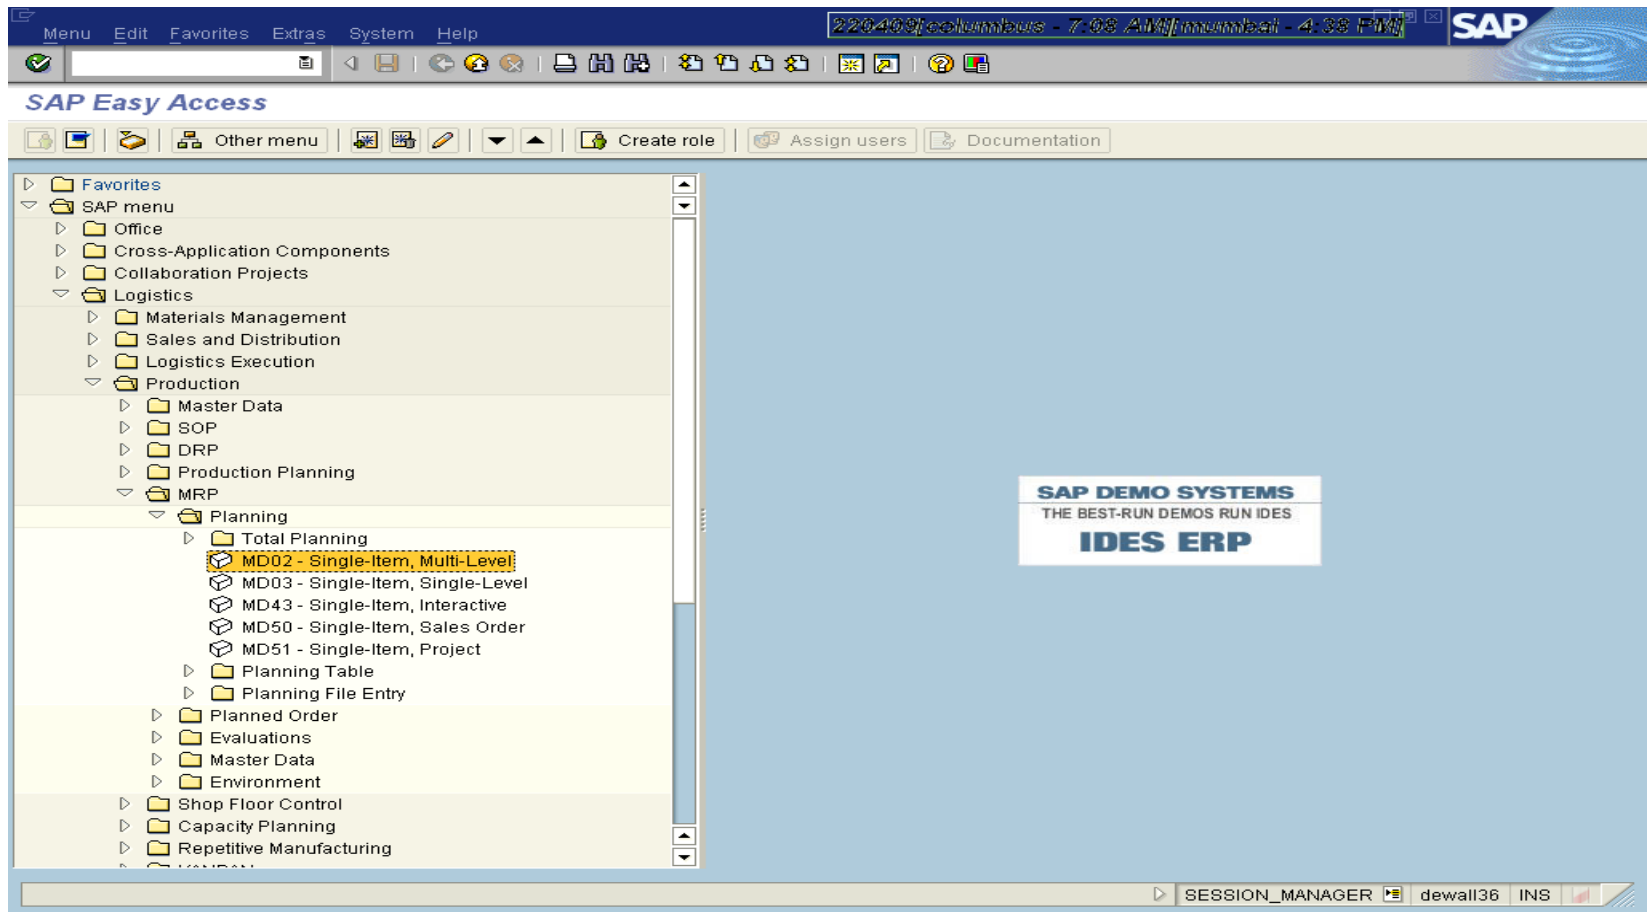 220409|columbus - 7:08 AM|mumbai - 4:38 PM|
SAP
Menu Edit Favorites Extras System Help
SAP Easy Access
Other menu Create role Assign users Documentation
Favorites
SAP menu
Office
Cross-Application Components
Collaboration Projects
Logistics
Materials Management
Sales and Distribution
Logistics Execution
Production
Master Data
SOP
DRP
Production Planning
MRP
Planning
Total Planning
MD02 - Single-Item, Multi-Level
MD03 - Single-Item, Single-Level
MD43 - Single-Item, Interactive
MD50 - Single-Item, Sales Order
MD51 - Single-Item, Project
Planning Table
Planning File Entry
Planned Order
Evaluations
Master Data
Environment
Shop Floor Control
Capacity Planning
Repetitive Manufacturing
SAP DEMO SYSTEMS
THE BEST-RUN DEMOS RUN IDES
IDES ERP
SESSION_MANAGER dewall36 INS